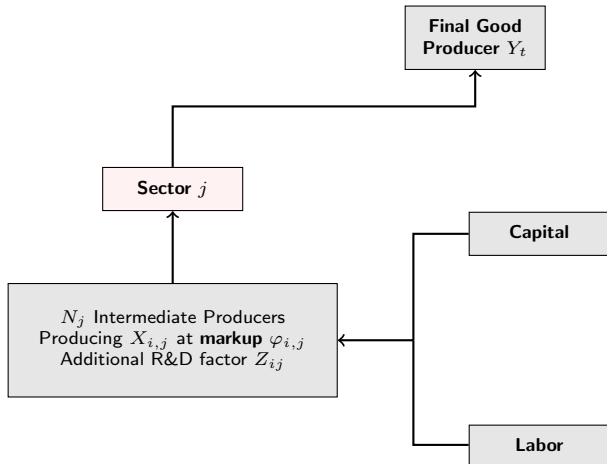 Final Good
Producer Y_t
Sector j
Capital
N_j Intermediate Producers
Producing X_{i,j} at markup φ_{i,j}
Additional R&D factor Z_{ij}
Labor